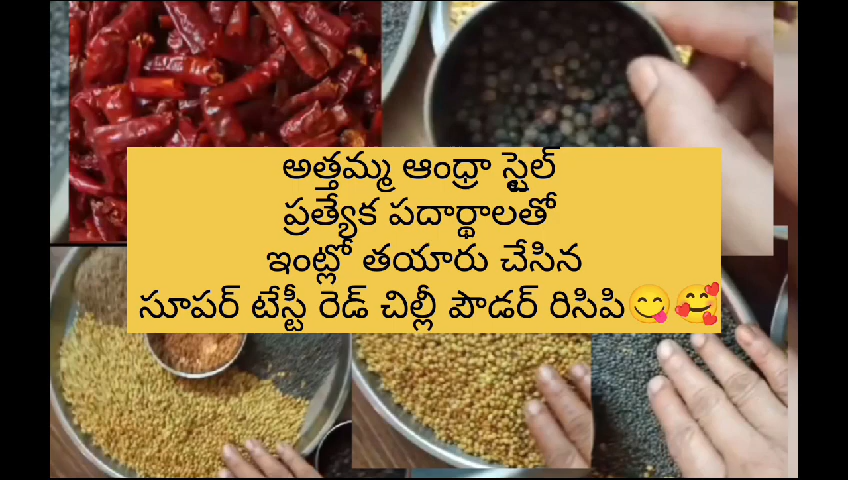 అత్తమ్మ ఆంధ్రా స్టైల్
ప్రత్యేక పదార్థాలతో
ఇంట్లో తయారు చేసిన
సూపర్ టేస్టీ రెడ్ చిల్లీ పౌడర్ రిసిపి😋🥰